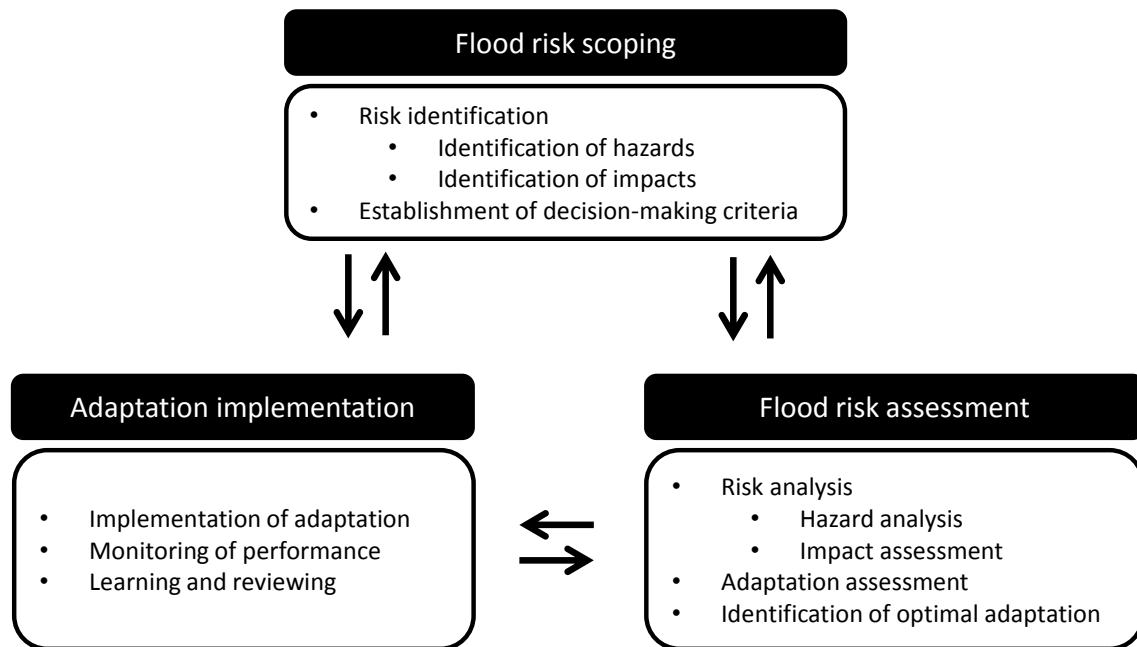 Flood risk scoping
• Risk identification
• Identification of hazards
• Identification of impacts
• Establishment of decision-making criteria
Adaptation implementation
• Implementation of adaptation
• Monitoring of performance
• Learning and reviewing
Flood risk assessment
• Risk analysis
• Hazard analysis
• Impact assessment
• Adaptation assessment
• Identification of optimal adaptation